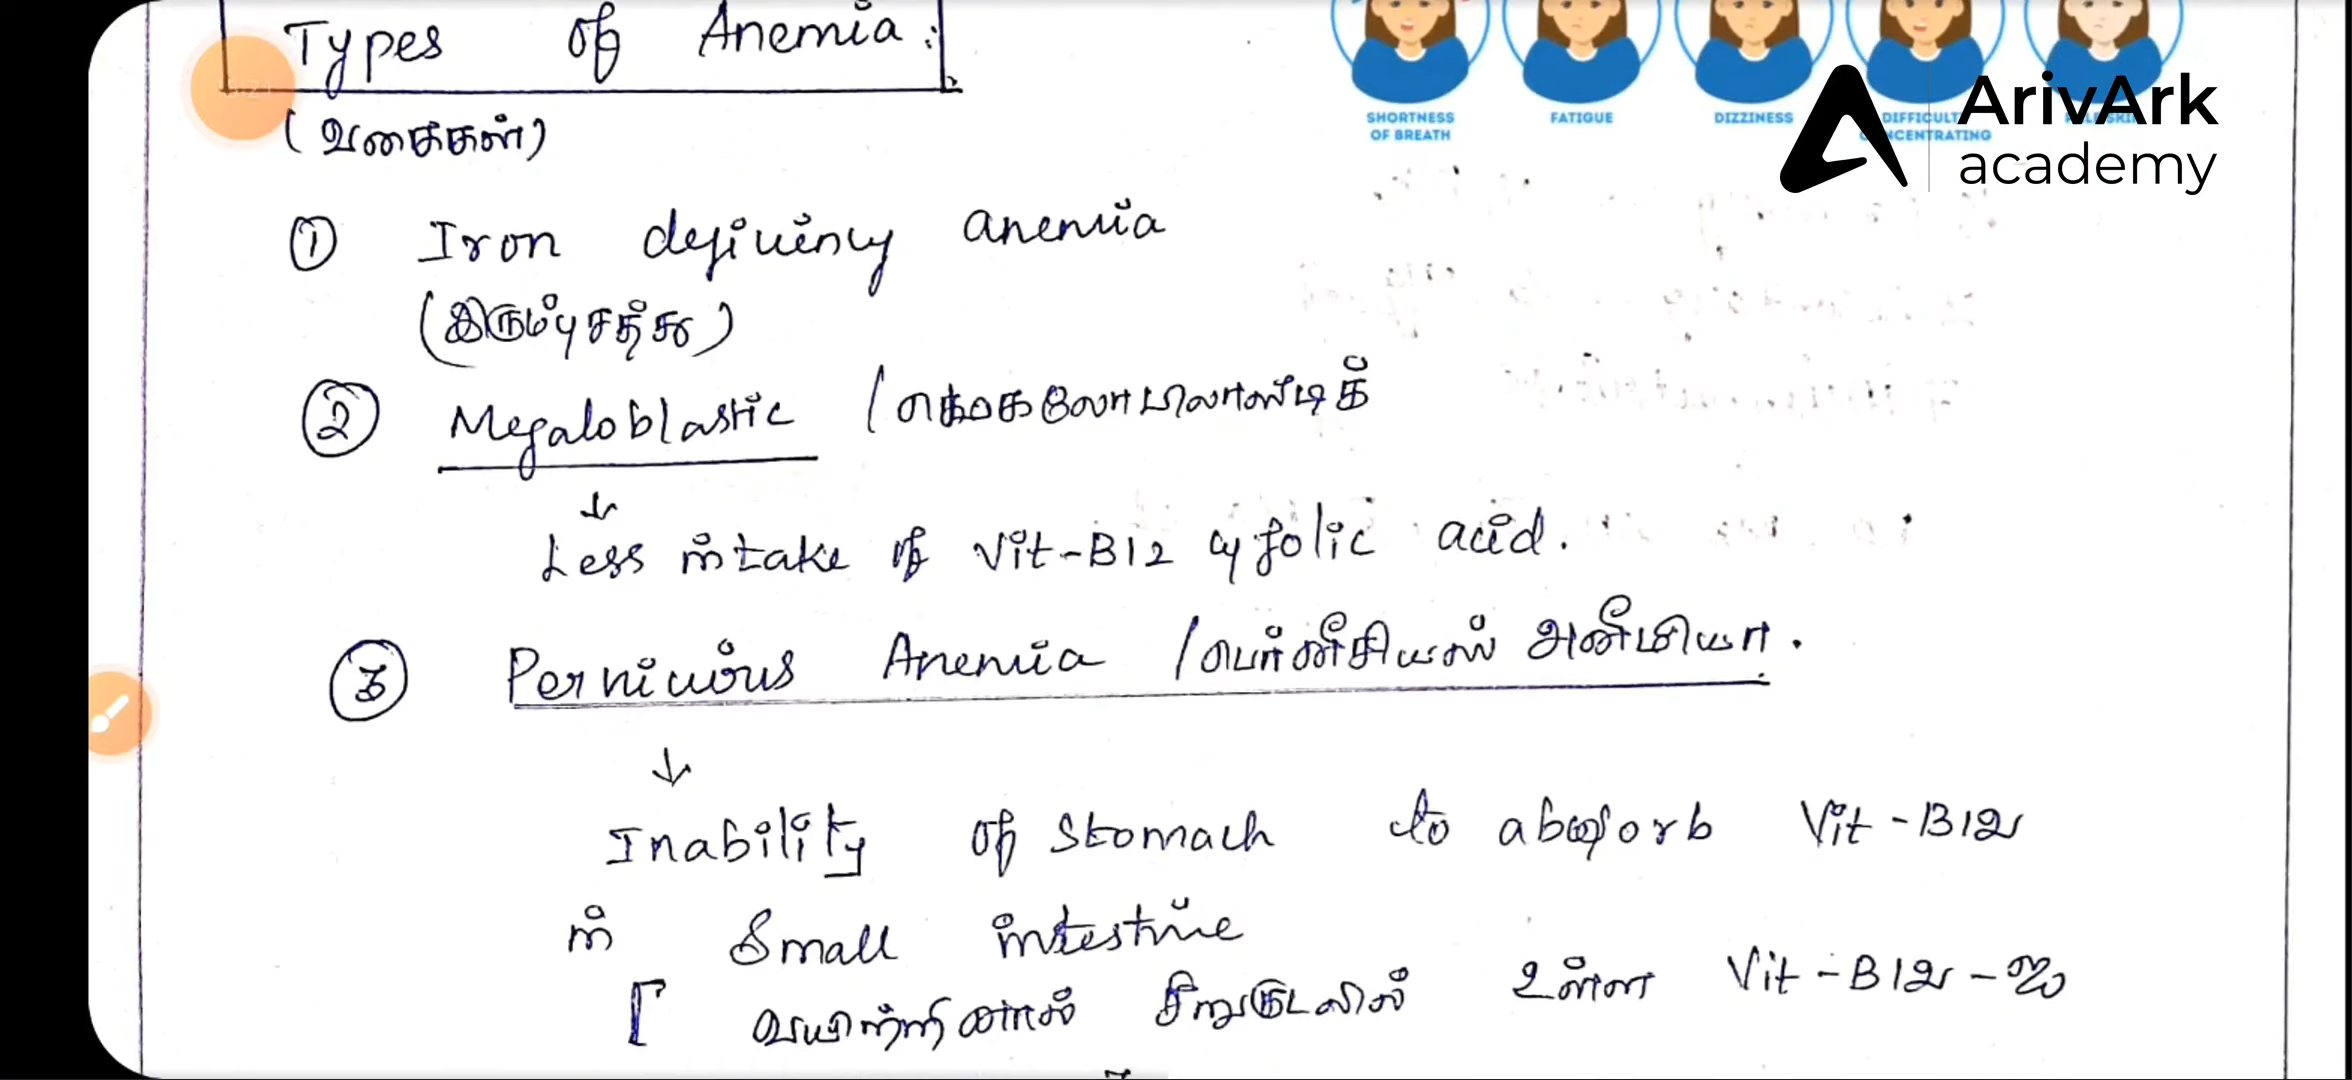 Types of Anemia :
(வகைகள்)
SHORTNESS OF BREATH
FATIGUE
DIZZINESS
ArivArk
academy
① Iron deficiency anemia
(இரும்புசத்து)
② Megaloblastic / மெகலோபிலாஸ்டிக்
↓
Less intake of Vit-B12 & folic acid.
③ Pernicious Anemia / பெர்னீசியஸ் அனீமியா.
↓
Inability of Stomach to absorb Vit-B12
in Small intestine
[ வயிற்றினால் சிறுகுடலில் உள்ள Vit-B12-ஐ